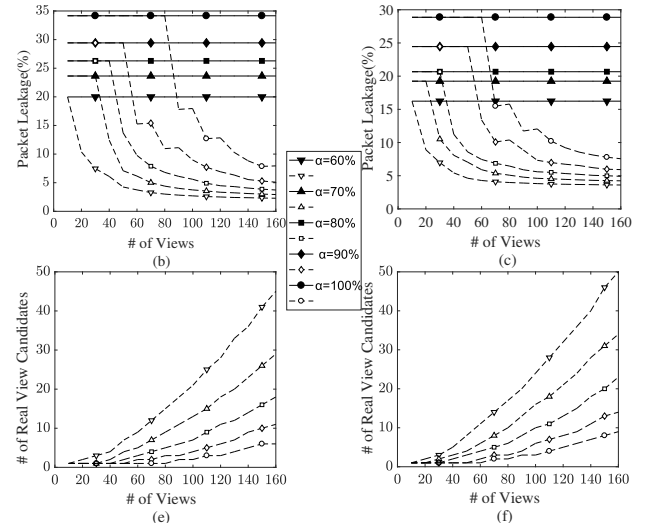 35
30
25
20
15
10
5
0
Packet Leakage(%)
0 20 40 60 80 100 120 140 160
# of Views
(b)
30
25
20
15
10
5
0
Packet Leakage(%)
0 20 40 60 80 100 120 140 160
# of Views
(c)
α=60%
α=70%
α=80%
α=90%
α=100%
50
40
30
20
10
0
# of Real View Candidates
0 20 40 60 80 100 120 140 160
# of Views
(e)
50
40
30
20
10
0
# of Real View Candidates
0 20 40 60 80 100 120 140 160
# of Views
(f)